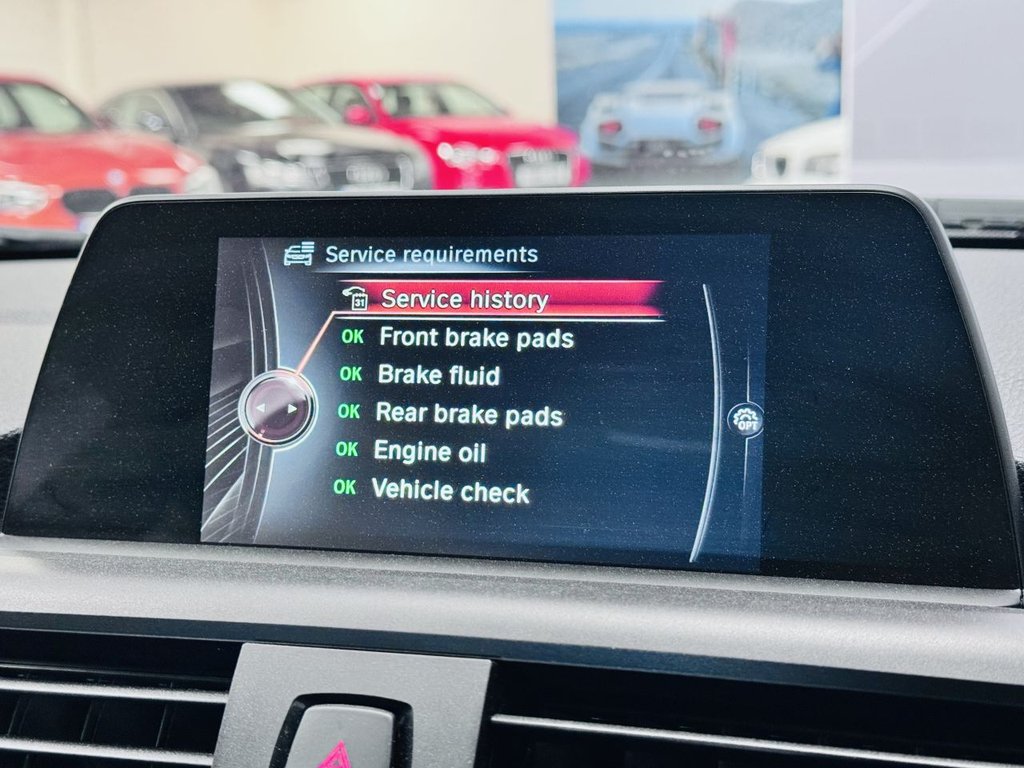 Service requirements
31 Service history
OK Front brake pads
OK Brake fluid
OK Rear brake pads
OK Engine oil
OK Vehicle check
OPT